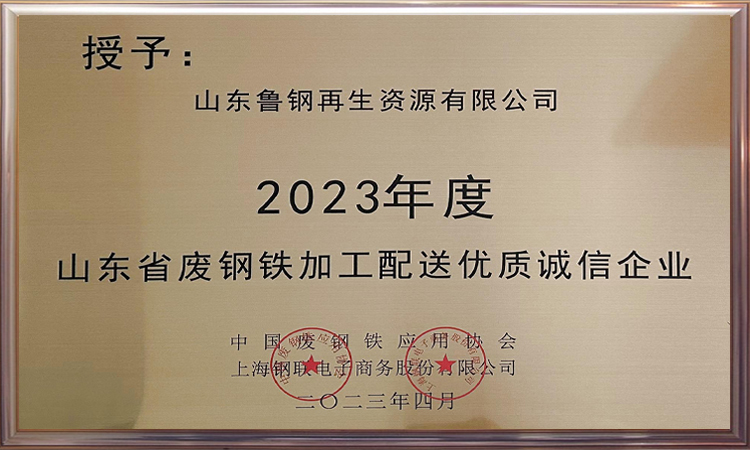 授予：
山东鲁钢再生资源有限公司
2023年度
山东省废钢铁加工配送优质诚信企业
中国废钢铁应用协会
上海钢联电子商务股份有限公司
二〇二三年四月